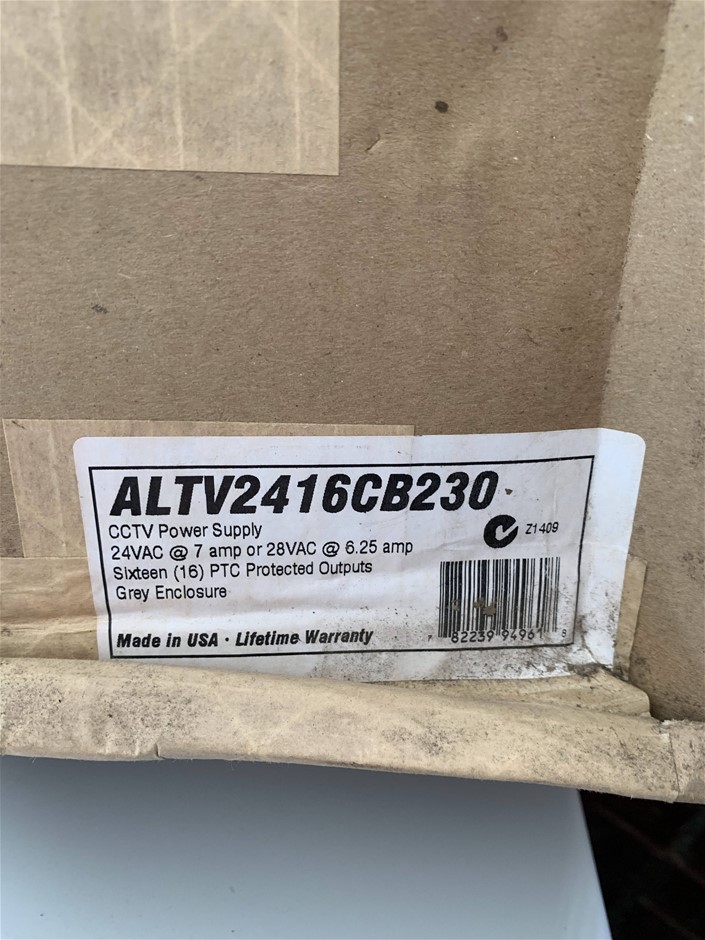 ALTV2416CB230
CCTV Power Supply
24VAC @ 7 amp or 28VAC @ 6.25 amp
Sixteen (16) PTC Protected Outputs
Grey Enclosure
Made in USA · Lifetime Warranty
Z1409
7 82239 94961 8